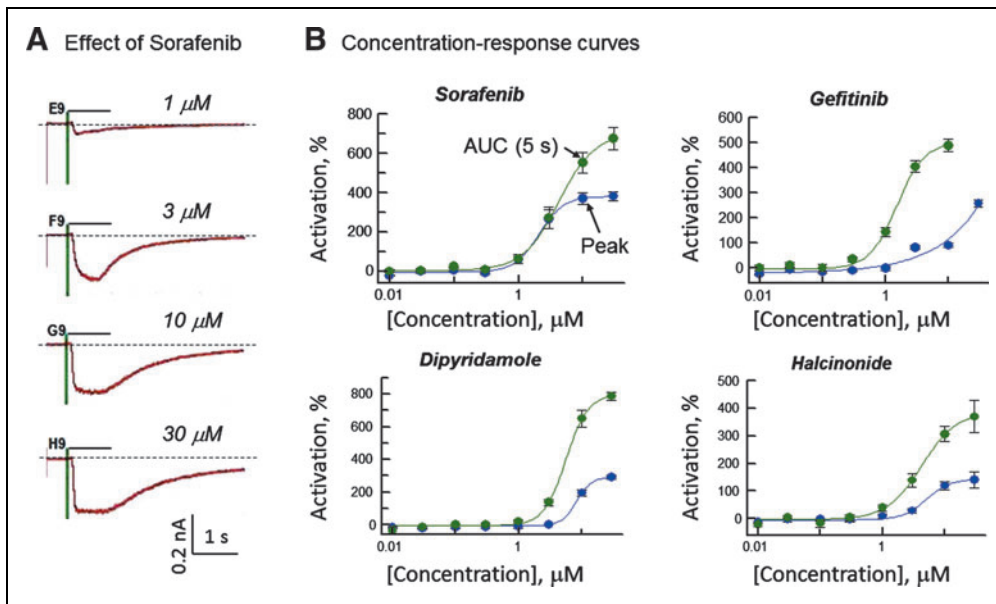 A Effect of Sorafenib
E9
1 μM
F9
3 μM
G9
10 μM
H9
30 μM
0.2 nA
1 s
B Concentration-response curves
Sorafenib
Activation, %
800
600
400
200
0
AUC (5 s)
Peak
0.01
1
[Concentration], μM
Gefitinib
Activation, %
600
500
400
300
200
100
0
0.01
1
[Concentration], μM
Dipyridamole
Activation, %
800
600
400
200
0
0.01
1
[Concentration], μM
Halcinonide
Activation, %
500
400
300
200
100
0
0.01
1
[Concentration], μM